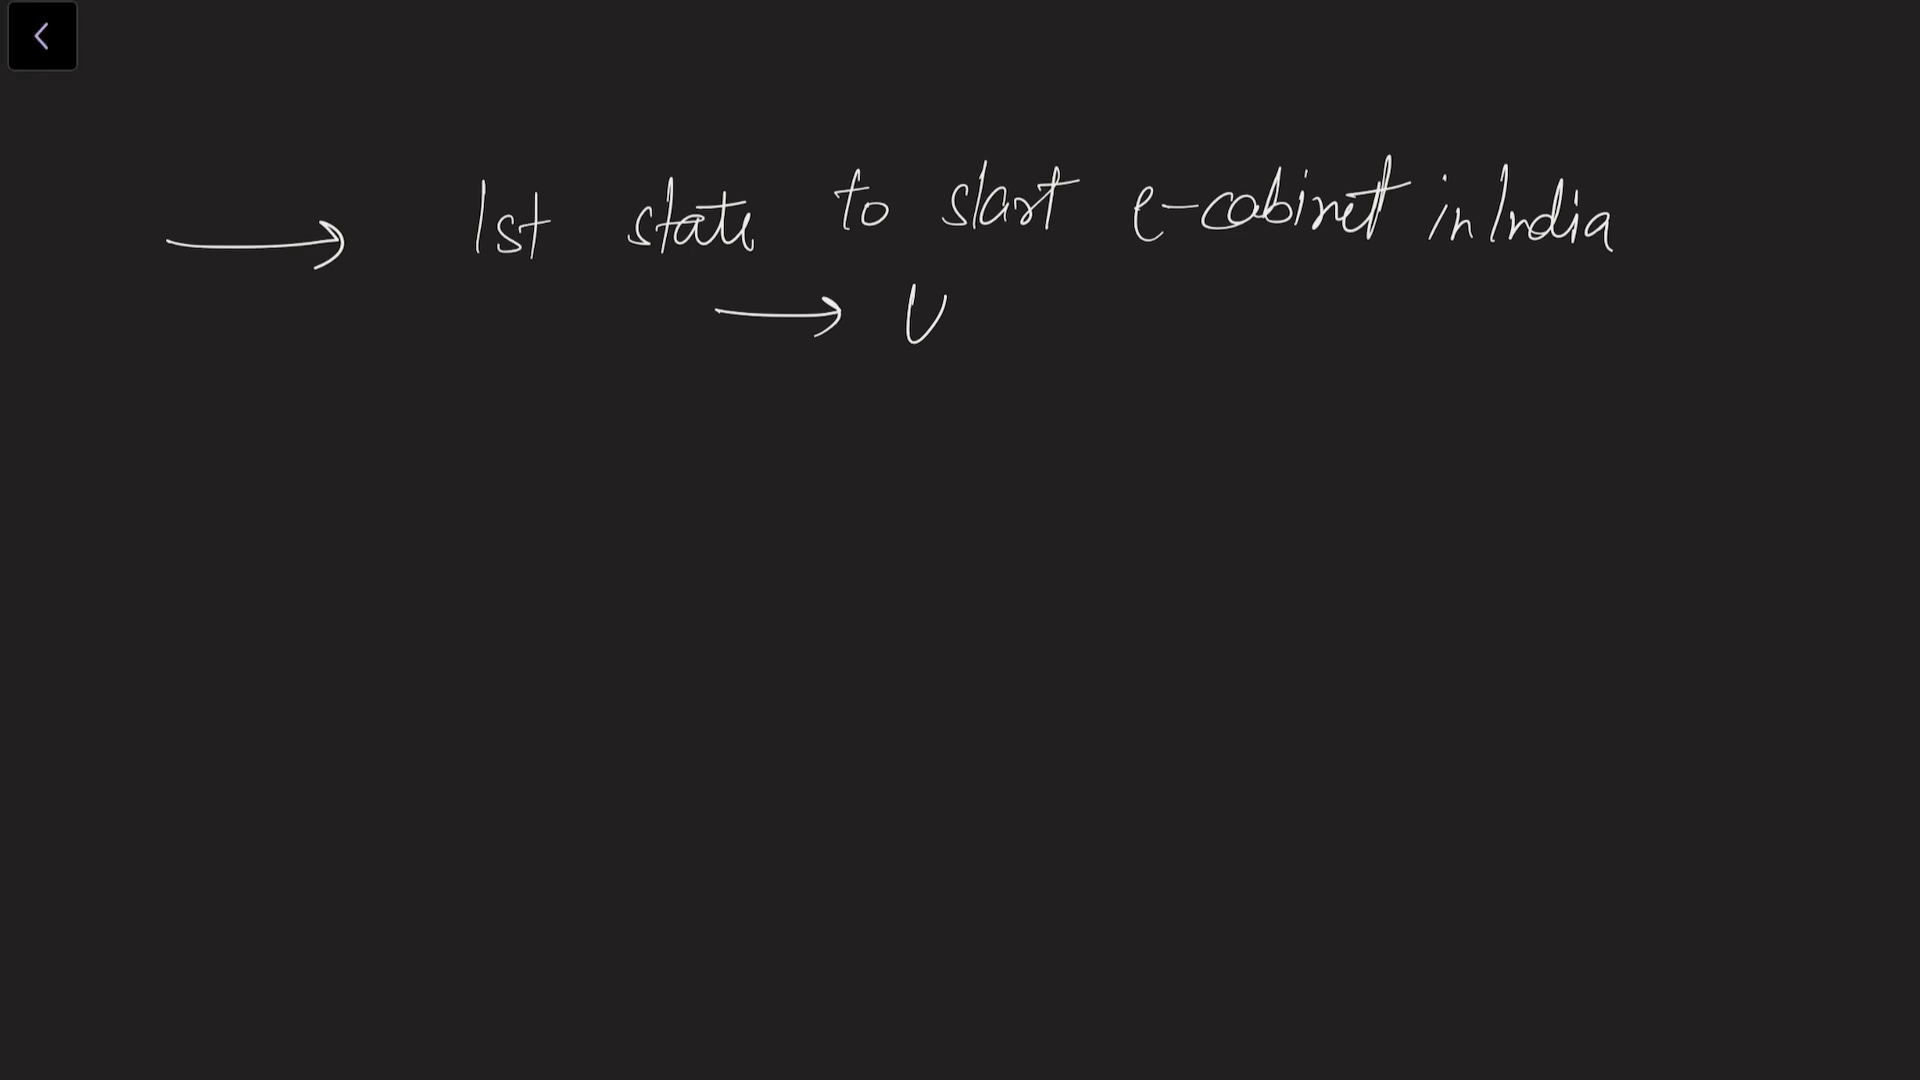 → 1st state to start e-cabinet in India
→ U